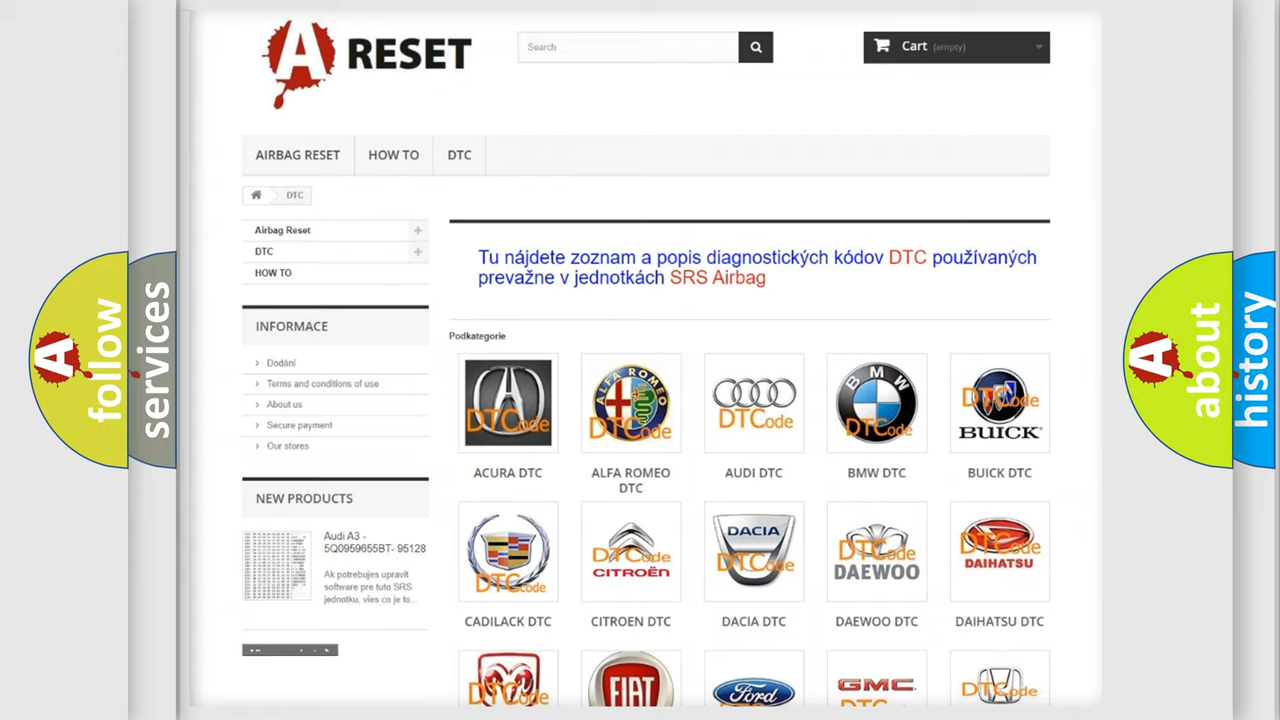 A RESET
Search
Cart (empty)
AIRBAG RESET
HOW TO
DTC
DTC
Airbag Reset
DTC
HOW TO
Tu nájdete zoznam a popis diagnostických kódov DTC používaných
prevažne v jednotkách SRS Airbag
INFORMACE
Podkategorie
Dodání
Terms and conditions of use
About us
Secure payment
Our stores
DTCode
ALFA ROMEO
DTCode
DTCode
BMW
DTCode
DTCode
BUICK
ACURA DTC
ALFA ROMEO
DTC
AUDI DTC
BMW DTC
BUICK DTC
NEW PRODUCTS
Audi A3 -
5Q0959655BT- 95128
Ak potrebujes upravit
software pre tuto SRS
jednotku, vies co je to...
DTCode
DTCode
CITROËN
DACIA
DTCode
DTCode
DAEWOO
DTCode
DAIHATSU
CADILACK DTC
CITROEN DTC
DACIA DTC
DAEWOO DTC
DAIHATSU DTC
DTCode
FIAT
Ford
GMC
DTCode
A follow
services
A about
history